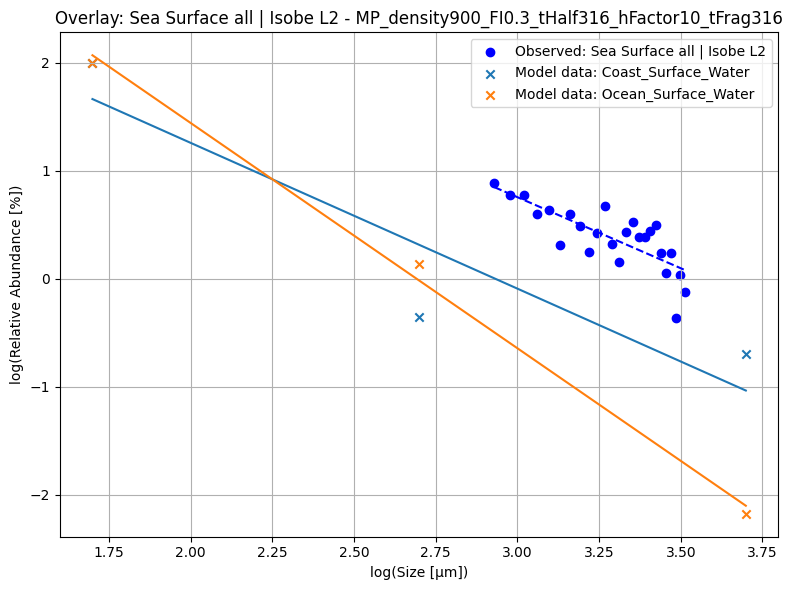 Overlay: Sea Surface all | Isobe L2 - MP_density900_FI0.3_tHalf316_hFactor10_tFrag316
Observed: Sea Surface all | Isobe L2
Model data: Coast_Surface_Water
Model data: Ocean_Surface_Water
log(Relative Abundance [%])
2
1
0
−1
−2
1.75
2.00
2.25
2.50
2.75
3.00
3.25
3.50
3.75
log(Size [μm])